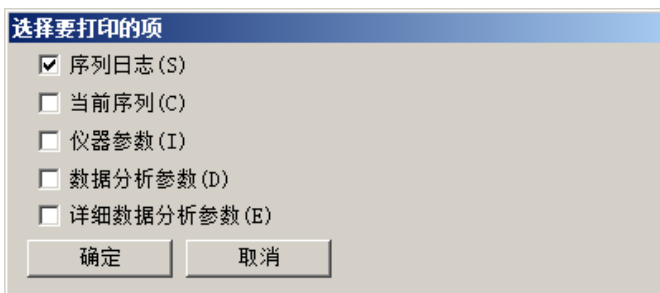 选择要打印的项
序列日志(S)
当前序列(C)
仪器参数(I)
数据分析参数(D)
详细数据分析参数(E)
确定 取消